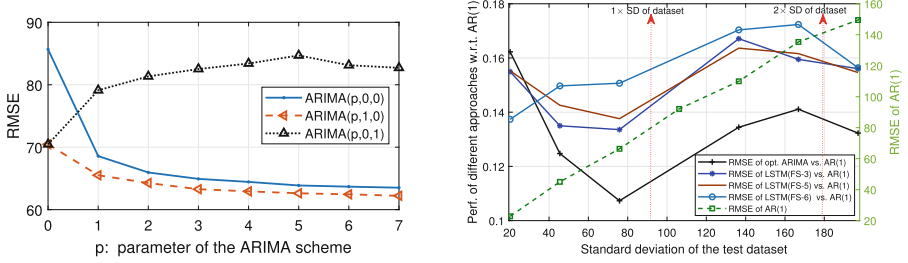 90
80
70
60
RMSE
0 1 2 3 4 5 6 7
p: parameter of the ARIMA scheme
ARIMA(p,0,0)
ARIMA(p,1,0)
ARIMA(p,0,1)
1× SD of dataset
2× SD of dataset
0.18
0.16
0.14
0.12
0.1
Perf. of different approaches w.r.t. AR(1)
160
140
120
100
80
60
40
20
RMSE of AR(1)
20 40 60 80 100 120 140 160 180
Standard deviation of the test dataset
RMSE of opt. ARIMA vs. AR(1)
RMSE of LSTM(FS-3) vs. AR(1)
RMSE of LSTM(FS-5) vs. AR(1)
RMSE of LSTM(FS-6) vs. AR(1)
RMSE of AR(1)